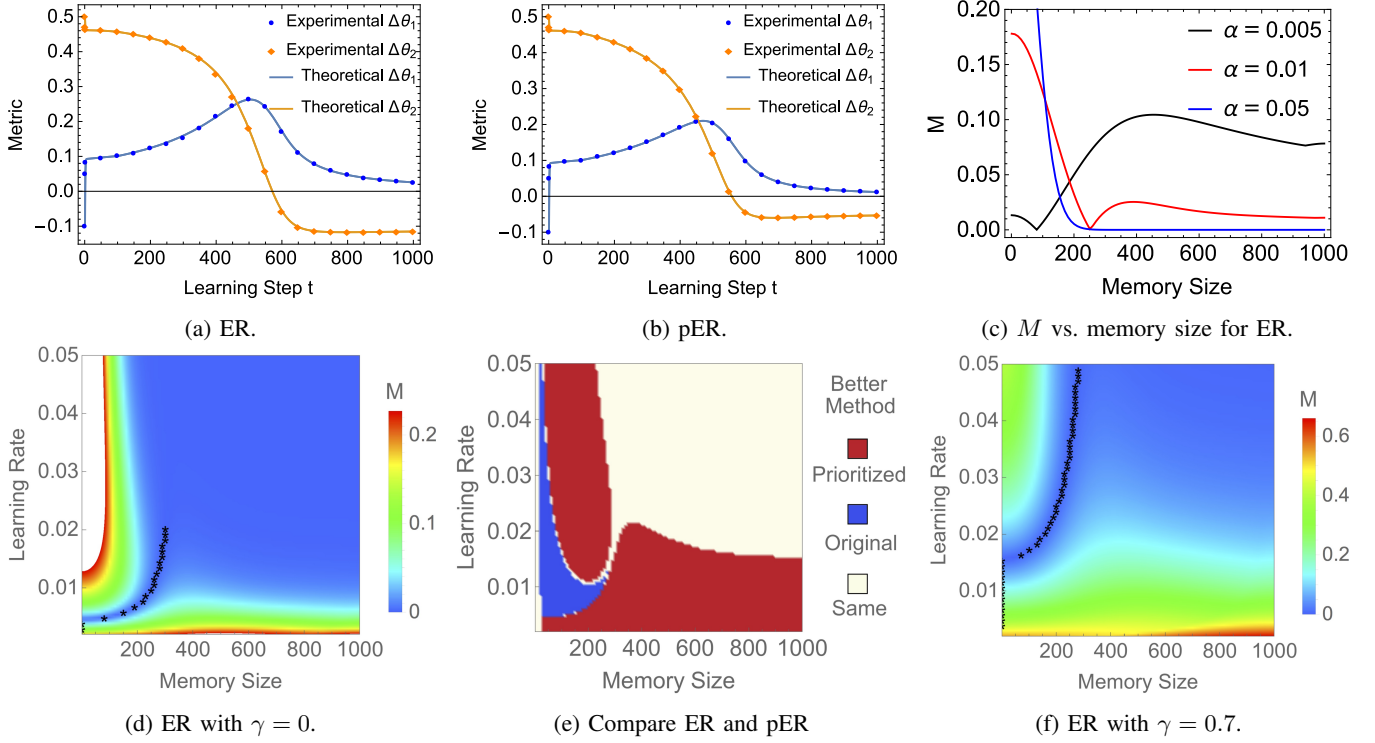 Experimental Δθ1
Experimental Δθ2
Theoretical Δθ1
Theoretical Δθ2
Metric
0.5
0.4
0.3
0.2
0.1
0.0
−0.1
0 200 400 600 800 1000
Learning Step t
(a) ER.
Experimental Δθ1
Experimental Δθ2
Theoretical Δθ1
Theoretical Δθ2
Metric
0.5
0.4
0.3
0.2
0.1
0.0
−0.1
0 200 400 600 800 1000
Learning Step t
(b) pER.
α = 0.005
α = 0.01
α = 0.05
M
0.20
0.15
0.10
0.05
0.00
0 200 400 600 800 1000
Memory Size
(c) M vs. memory size for ER.
Learning Rate
0.05
0.04
0.03
0.02
0.01
200 400 600 800 1000
Memory Size
M
0.2
0.1
0
(d) ER with γ = 0.
Learning Rate
0.05
0.04
0.03
0.02
0.01
200 400 600 800 1000
Memory Size
Better
Method
Prioritized
Original
Same
(e) Compare ER and pER
Learning Rate
0.05
0.04
0.03
0.02
0.01
200 400 600 800 1000
Memory Size
M
0.6
0.4
0.2
0
(f) ER with γ = 0.7.